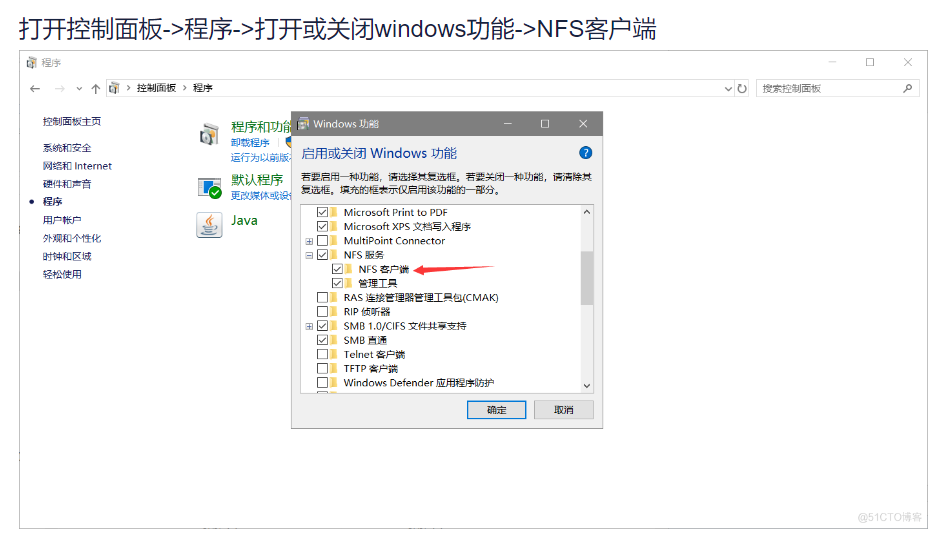 打开控制面板->程序->打开或关闭windows功能->NFS客户端
程序
控制面板 程序
搜索控制面板
控制面板主页
系统和安全
网络和 Internet
硬件和声音
程序
用户帐户
外观和个性化
时钟和区域
轻松使用
程序和功能
卸载程序
运行为以前版本
默认程序
更改媒体或设备
Java
Windows 功能
启用或关闭 Windows 功能
若要启用一种功能，请选择其复选框。若要关闭一种功能，请清除其
复选框。填充的框表示仅启用该功能的一部分。
Microsoft Print to PDF
Microsoft XPS 文档写入程序
MultiPoint Connector
NFS 服务
NFS 客户端
管理工具
RAS 连接管理器管理工具包(CMAK)
RIP 侦听器
SMB 1.0/CIFS 文件共享支持
SMB 直通
Telnet 客户端
TFTP 客户端
Windows Defender 应用程序防护
确定 取消
@51CTO博客